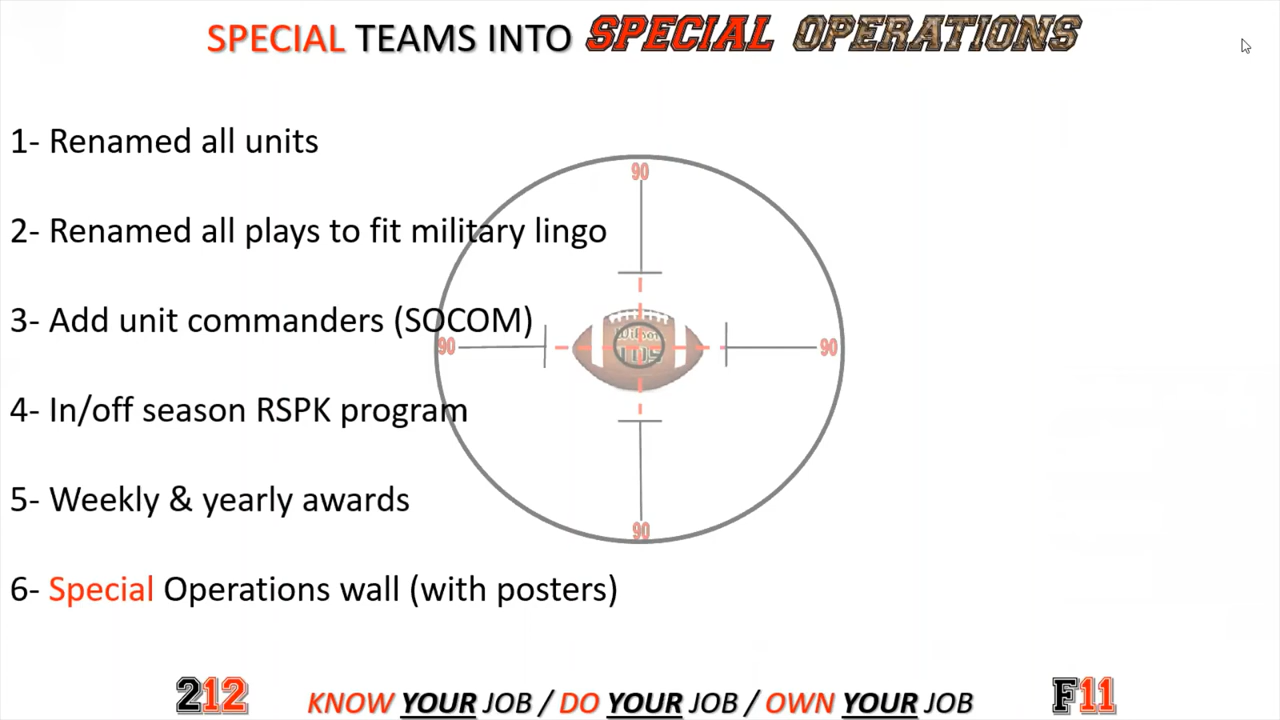 SPECIAL TEAMS INTO SPECIAL OPERATIONS
1- Renamed all units
90
2- Renamed all plays to fit military lingo
3- Add unit commanders (SOCOM)
Wilson
90 90
4- In/off season RSPK program
5- Weekly & yearly awards
90
6- Special Operations wall (with posters)
212 KNOW YOUR JOB / DO YOUR JOB / OWN YOUR JOB F11